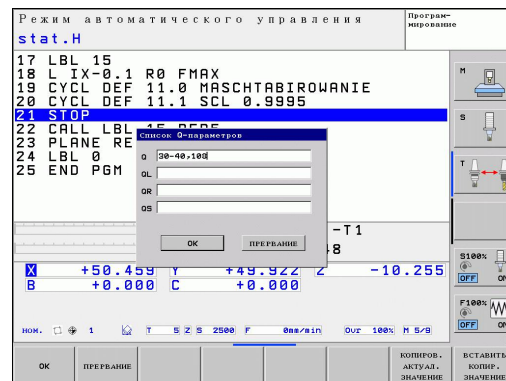 Режим автоматического управления
Програм-
мирование
stat.H
17 LBL 15
18 L IX-0.1 R0 FMAX
19 CYCL DEF 11.0 MASCHTABIROWANIE
20 CYCL DEF 11.1 SCL 0.9995
21 STOP
22 CALL LBL 15 REP5
23 PLANE RE
24 LBL 0
25 END PGM
Список Q-параметров
Q 30-40,100
QL
QR
QS
OK ПРЕРВАНИЕ
-T1
8
X +50.459 Y +49.922 Z -10.255
B +0.000 C +0.000
НОМ. 1 T 5 Z S 2500 F 0mm/min Ovr 100% M 5/9
M
S
T
S100%
OFF ON
F100%
OFF ON
OK
ПРЕРВАНИЕ
КОПИРОВ.
АКТУАЛ.
ЗНАЧЕНИЕ
ВСТАВИТЬ
КОПИР.
ЗНАЧЕНИЕ